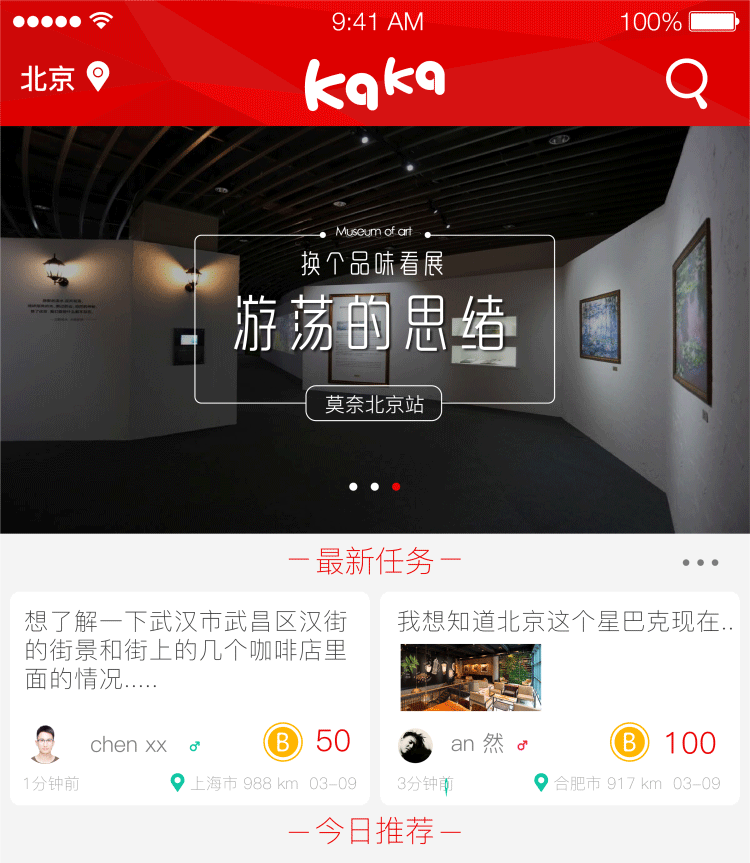 9:41 AM
100%
北京
kaka
Museum of art
换个品味看展
游荡的思绪
莫奈北京站
最新任务
想了解一下武汉市武昌区汉街
的街景和街上的几个咖啡店里
面的情况.....
chen xx
B 50
1分钟前
上海市 988 km 03-09
我想知道北京这个星巴克现在..
an 然
B 100
3分钟前
合肥市 917 km 03-09
今日推荐